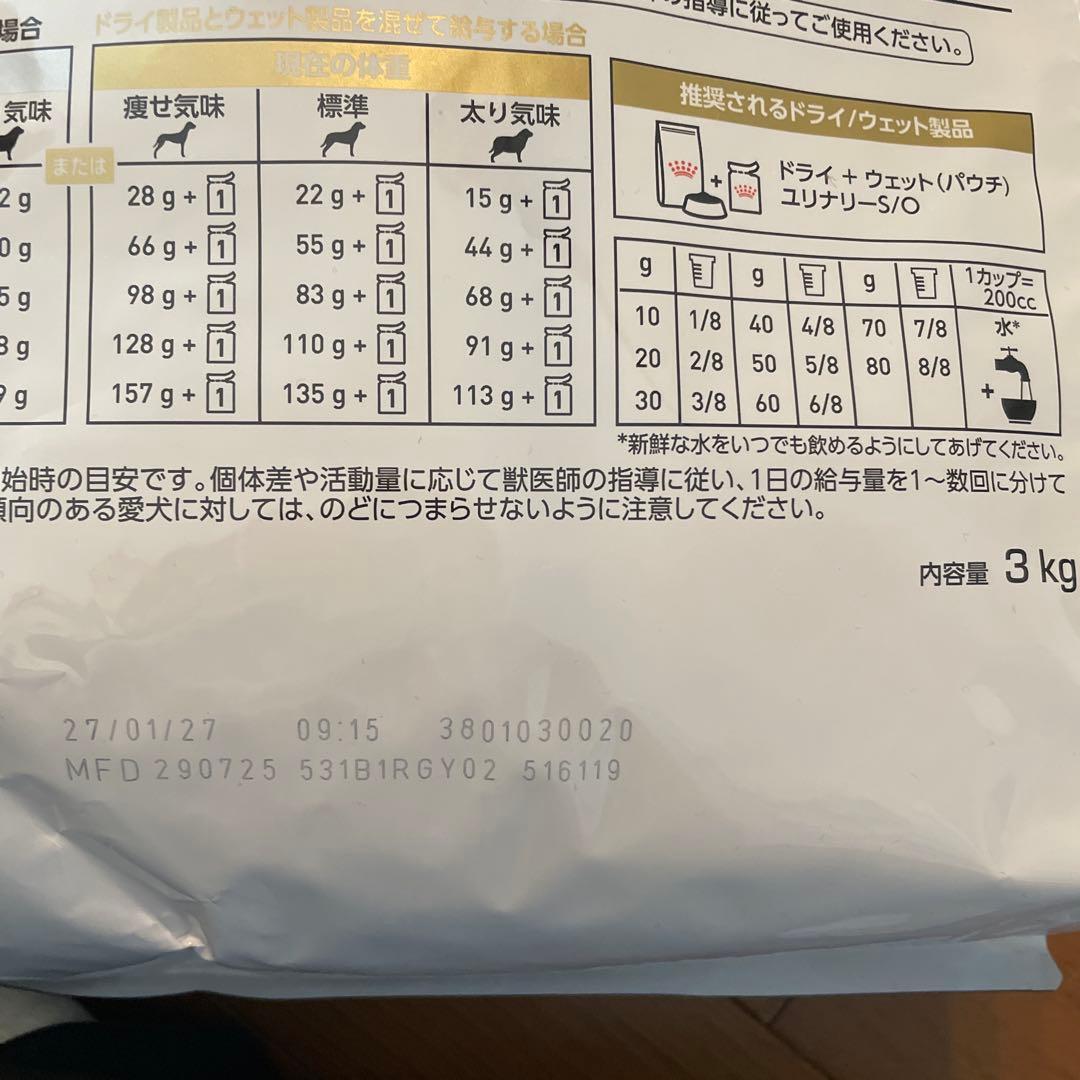 の指導に従ってご使用ください。
場合
ドライ製品とウェット製品を混ぜて給与する場合
現在の体重
気味
痩せ気味 標準 太り気味
または
2 g 28 g + 1 22 g + 1 15 g + 1
0 g 66 g + 1 55 g + 1 44 g + 1
5 g 98 g + 1 83 g + 1 68 g + 1
8 g 128 g + 1 110 g + 1 91 g + 1
9 g 157 g + 1 135 g + 1 113 g + 1
推奨されるドライ/ウェット製品
ドライ + ウェット(パウチ)
ユリナリーS/O
g g g 1カップ=
200cc
10 1/8 40 4/8 70 7/8 水*
20 2/8 50 5/8 80 8/8
30 3/8 60 6/8 +
*新鮮な水をいつでも飲めるようにしてあげてください。
始時の目安です。個体差や活動量に応じて獣医師の指導に従い、1日の給与量を1〜数回に分けて
傾向のある愛犬に対しては、のどにつまらせないように注意してください。
内容量 3 kg
27/01/27 09:15 3801030020
MFD 290725 531B1RGY02 516119